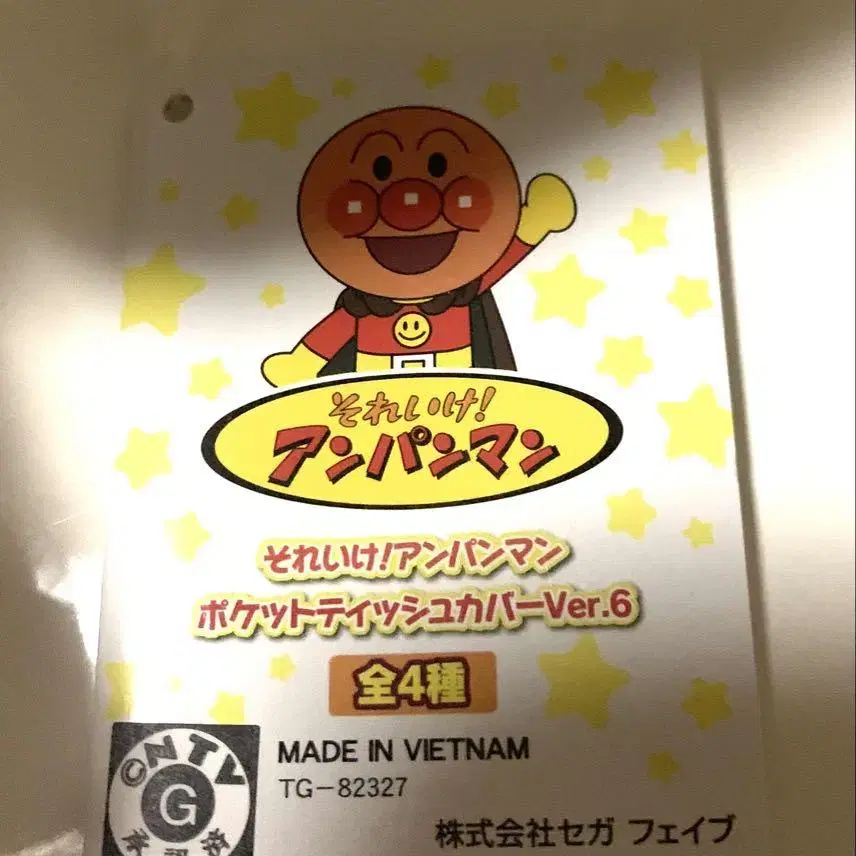 それいけ!
アンパンマン
それいけ!アンパンマン
ポケットティッシュカバーVer.6
全4種
©NTV
G
MADE IN VIETNAM
TG-82327
株式会社セガ フェイブ